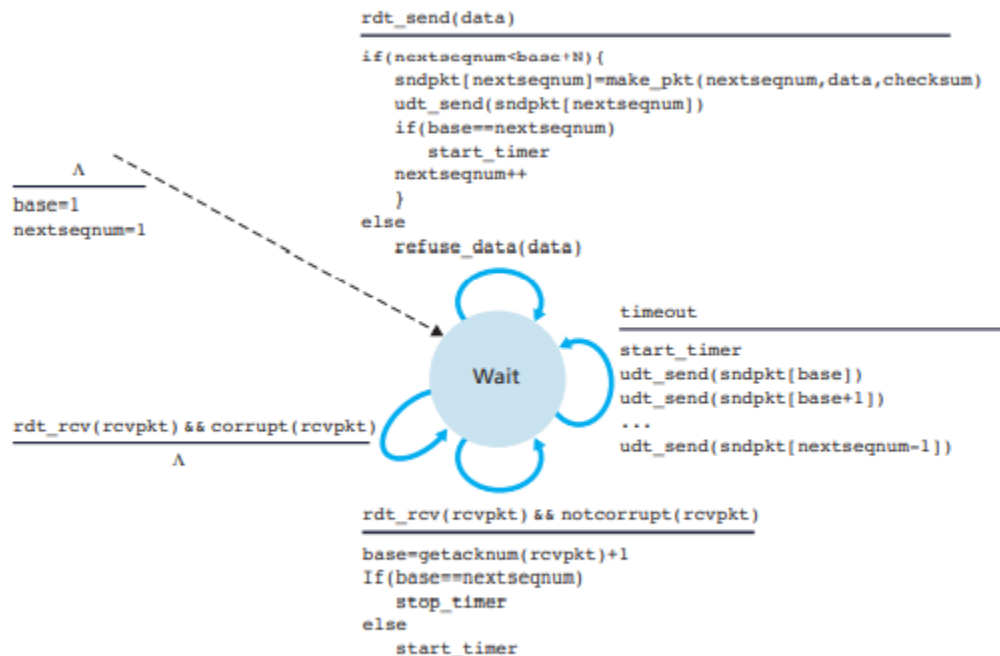 rdt_send(data)
if(nextseqnum<base+N){
sndpkt[nextseqnum]=make_pkt(nextseqnum,data,checksum)
udt_send(sndpkt[nextseqnum])
if(base==nextseqnum)
start_timer
nextseqnum++
}
else
refuse_data(data)
Λ
base=1
nextseqnum=1
Wait
timeout
start_timer
udt_send(sndpkt[base])
udt_send(sndpkt[base+1])
...
udt_send(sndpkt[nextseqnum-1])
rdt_rcv(rcvpkt) && corrupt(rcvpkt)
Λ
rdt_rcv(rcvpkt) && notcorrupt(rcvpkt)
base=getacknum(rcvpkt)+1
If(base==nextseqnum)
stop_timer
else
start_timer